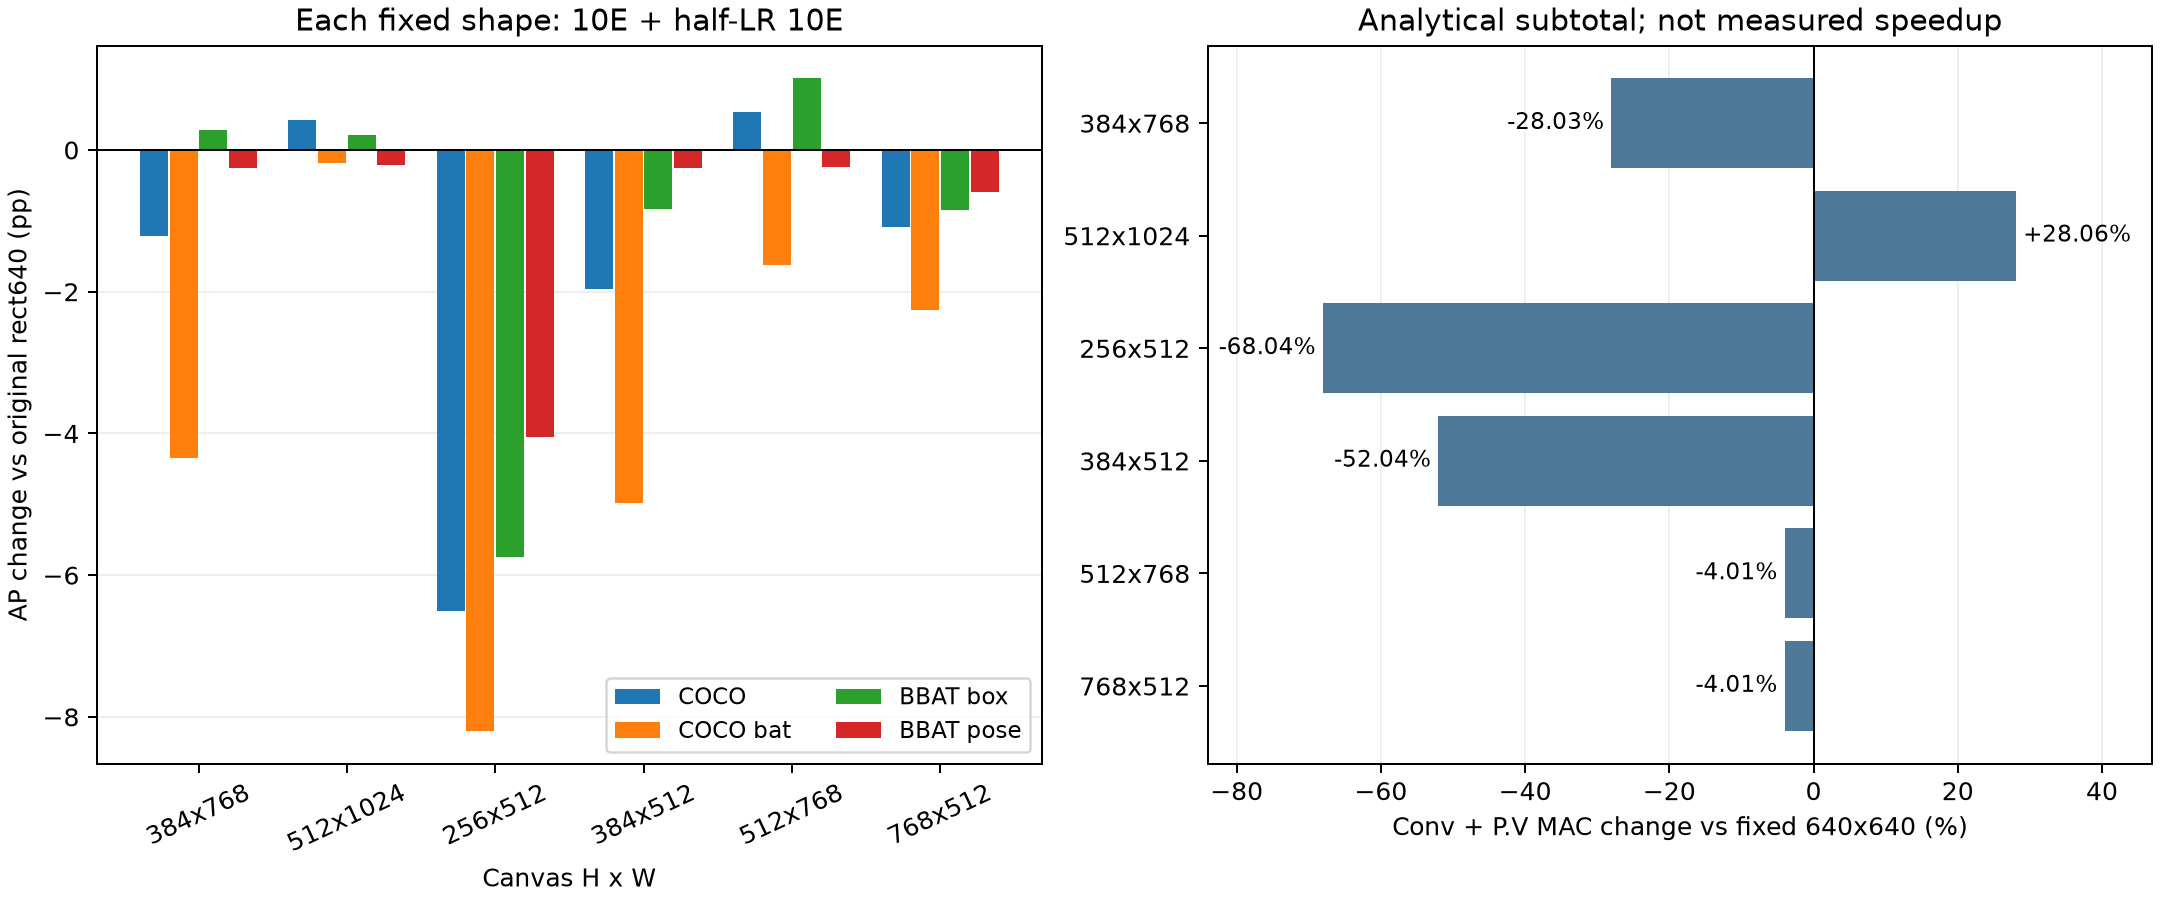 Each fixed shape: 10E + half-LR 10E
AP change vs original rect640 (pp)
0
−2
−4
−6
−8
COCO
COCO bat
BBAT box
BBAT pose
384x768
512x1024
256x512
384x512
512x768
768x512
Canvas H x W
Analytical subtotal; not measured speedup
384x768
-28.03%
512x1024
+28.06%
256x512
-68.04%
384x512
-52.04%
512x768
-4.01%
768x512
-4.01%
−80
−60
−40
−20
0
20
40
Conv + P.V MAC change vs fixed 640x640 (%)